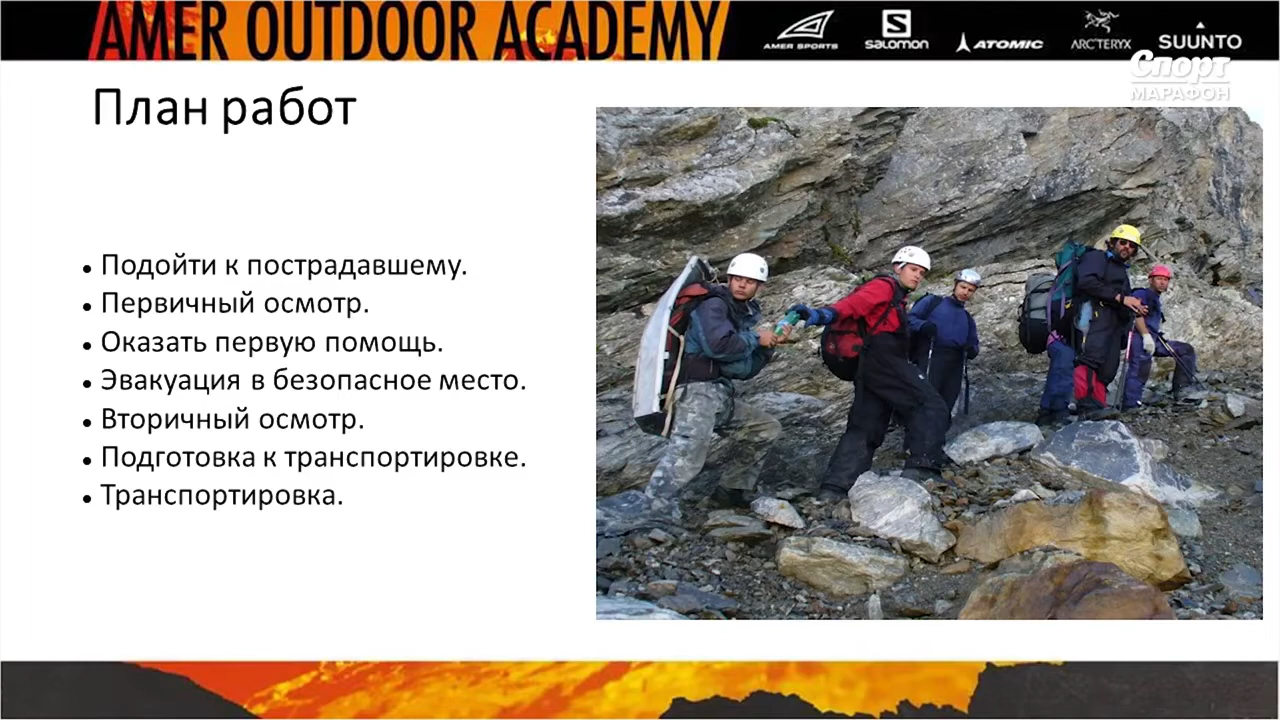 AMER OUTDOOR ACADEMY
AMER SPORTS
SALOMON
ATOMIC
ARC'TERYX
SUUNTO
Спорт
МАРАФОН
План работ
Подойти к пострадавшему.
Первичный осмотр.
Оказать первую помощь.
Эвакуация в безопасное место.
Вторичный осмотр.
Подготовка к транспортировке.
Транспортировка.